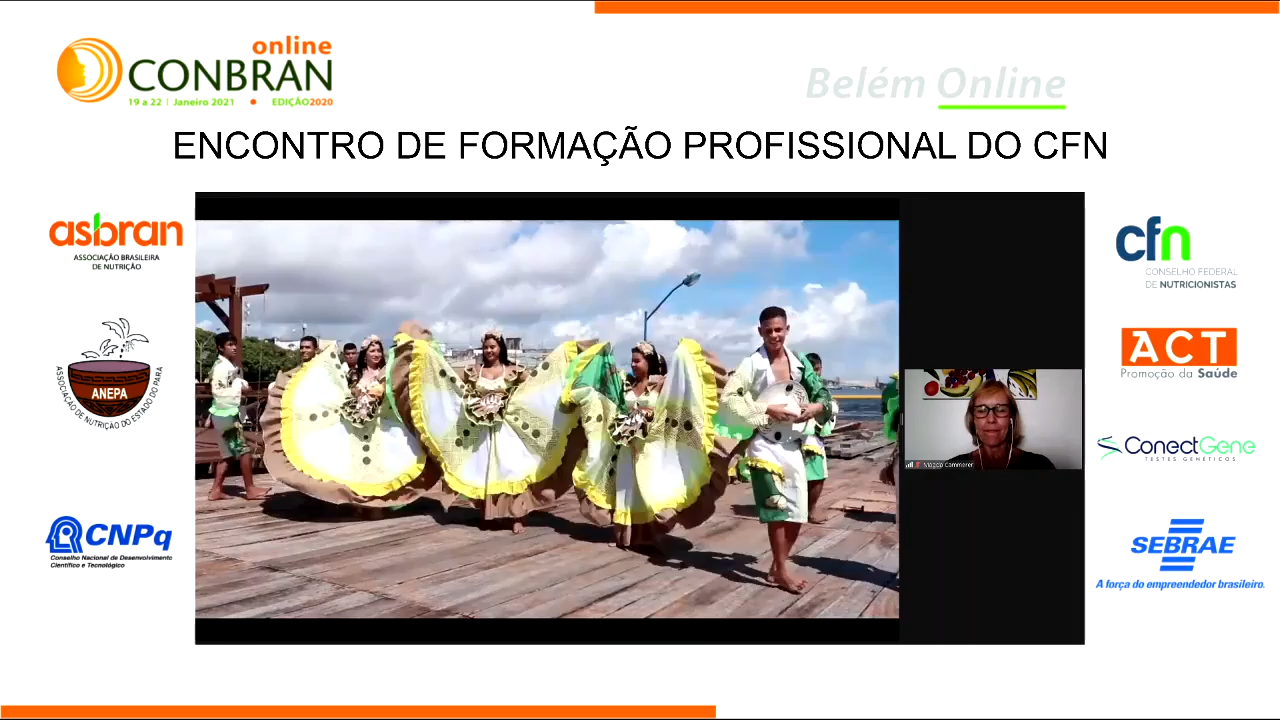 online
CONBRAN
19 a 22 | Janeiro 2021 • EDIÇÃO2020
Belém Online
ENCONTRO DE FORMAÇÃO PROFISSIONAL DO CFN
asbran
ASSOCIAÇÃO BRASILEIRA
DE NUTRIÇÃO
ANEPA
ASSOCIAÇÃO DE NUTRIÇÃO DO ESTADO DO PARÁ
CNPq
Conselho Nacional de Desenvolvimento
Científico e Tecnológico
Magda Cammerer
cfn
CONSELHO FEDERAL
DE NUTRICIONISTAS
ACT
Promoção da Saúde
ConectGene
TESTES GENÉTICOS
SEBRAE
A força do empreendedor brasileiro.